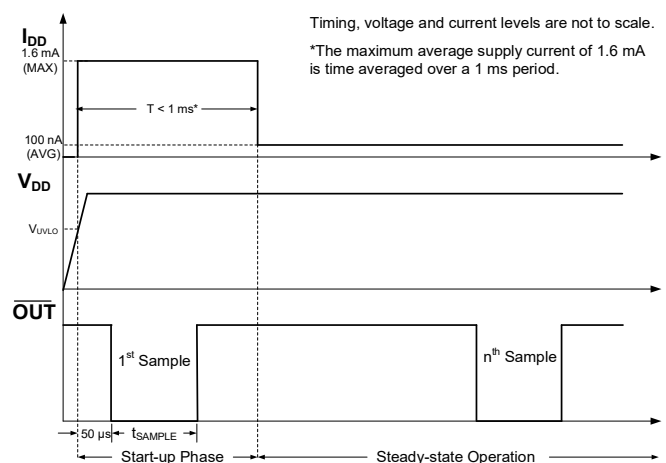 Timing, voltage and current levels are not to scale.
*The maximum average supply current of 1.6 mA
is time averaged over a 1 ms period.
IDD
1.6 mA
(MAX)
T < 1 ms*
100 nA
(AVG)
VDD
VUVLO
OUT
1st Sample
nth Sample
50 µs
tSAMPLE
Start-up Phase
Steady-state Operation